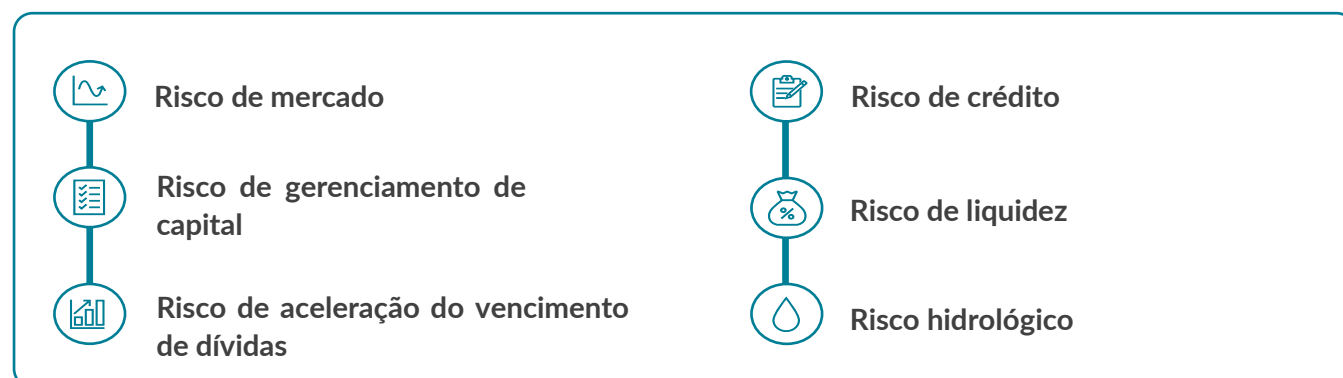 Risco de mercado
Risco de gerenciamento de
capital
Risco de aceleração do vencimento
de dívidas
Risco de crédito
Risco de liquidez
Risco hidrológico